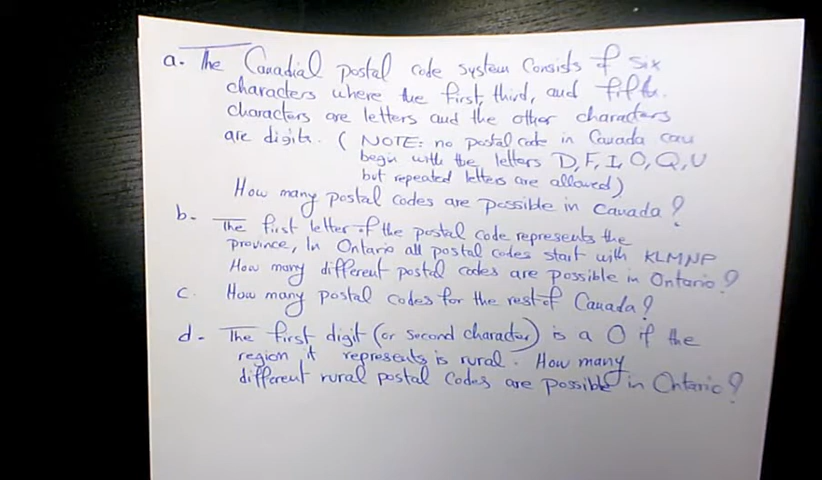 a. The Canadial postal code system consists of six
characters where the first, third, and fifth.
characters are letters and the other characters
are digits. (NOTE: no postal code in Canada can
begin with the letters D, F, I, O, Q, U
but repeated letters are allowed)
How many postal codes are possible in Canada?
b- The first letter of the postal code represents the
province, In Ontario all postal codes start with KLMNP
How many different postal codes are possible in Ontario?
c. How many postal codes for the rest of Canada?
d- The first digit (or second character) is a 0 if the
region it represents is rural. How many
different rural postal codes are possible in Ontario?